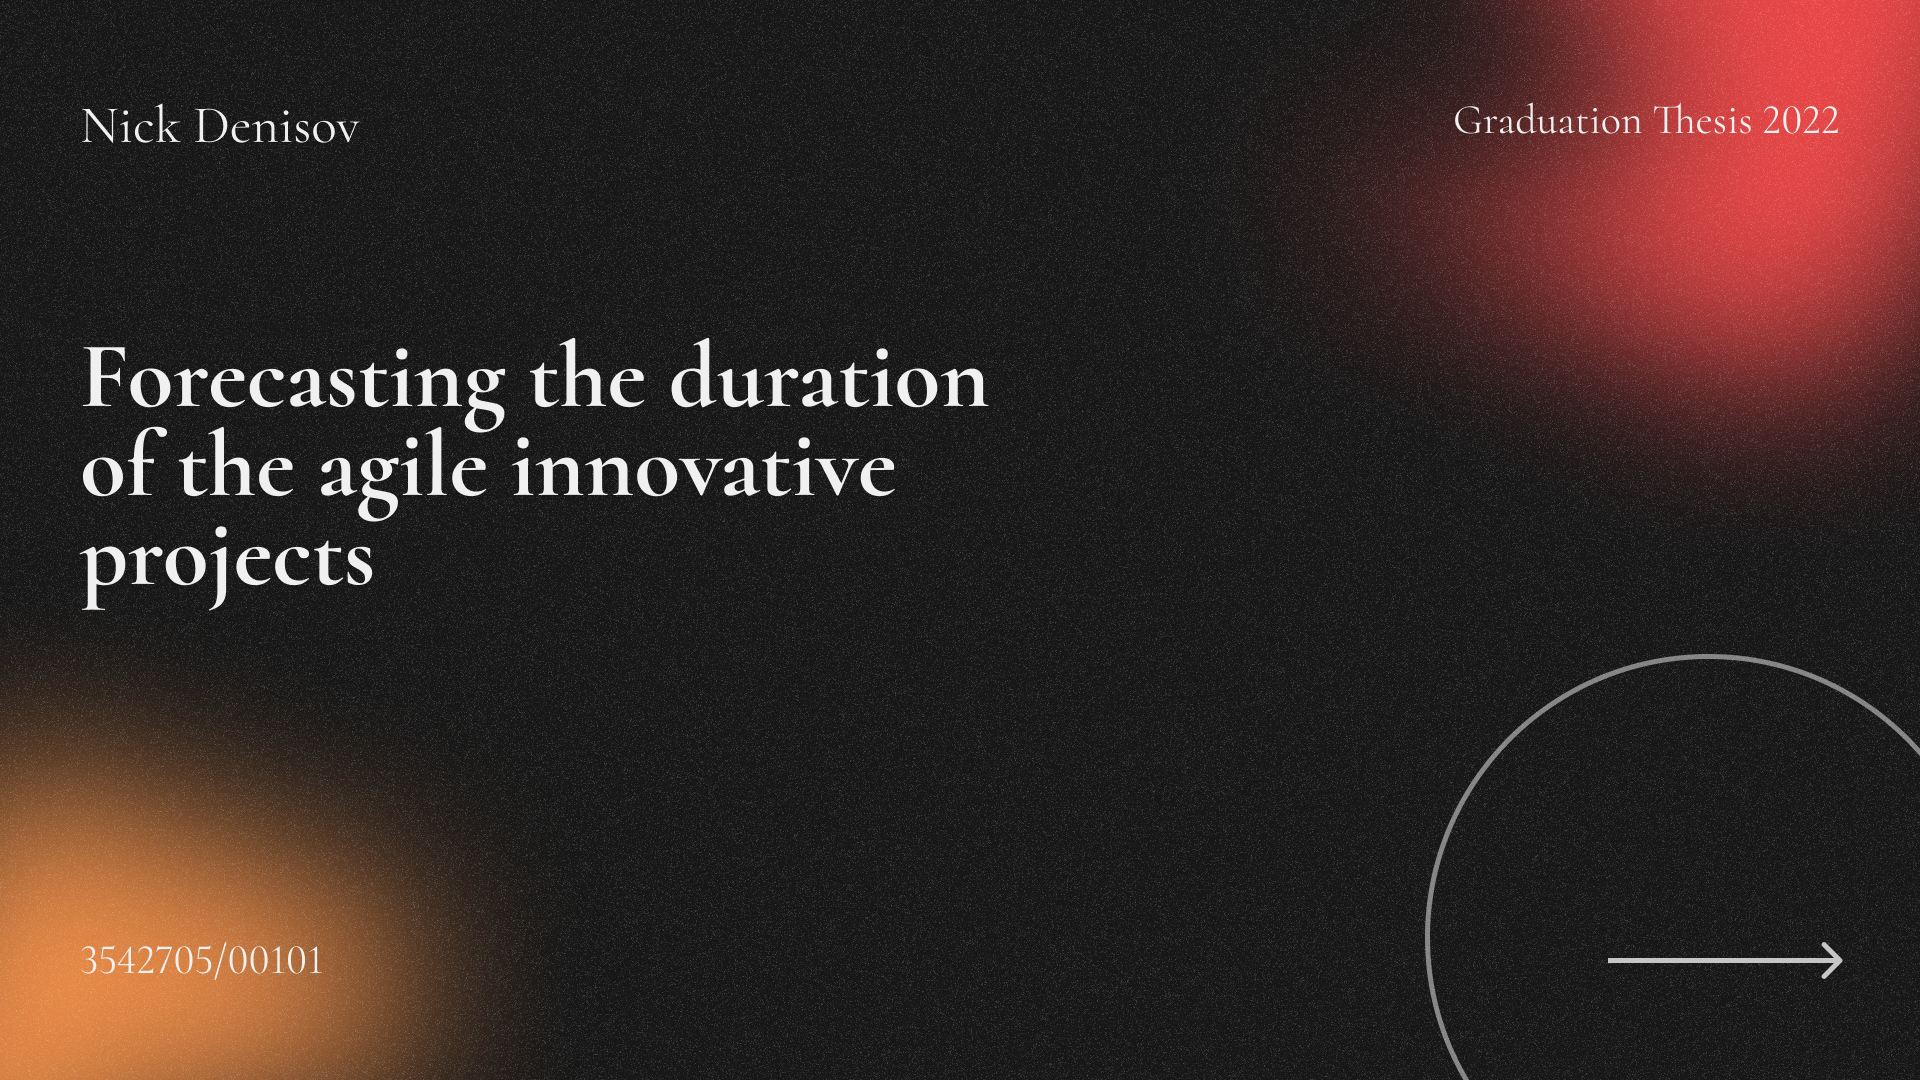 Nick Denisov
Graduation Thesis 2022
Forecasting the duration
of the agile innovative
projects
3542705/00101